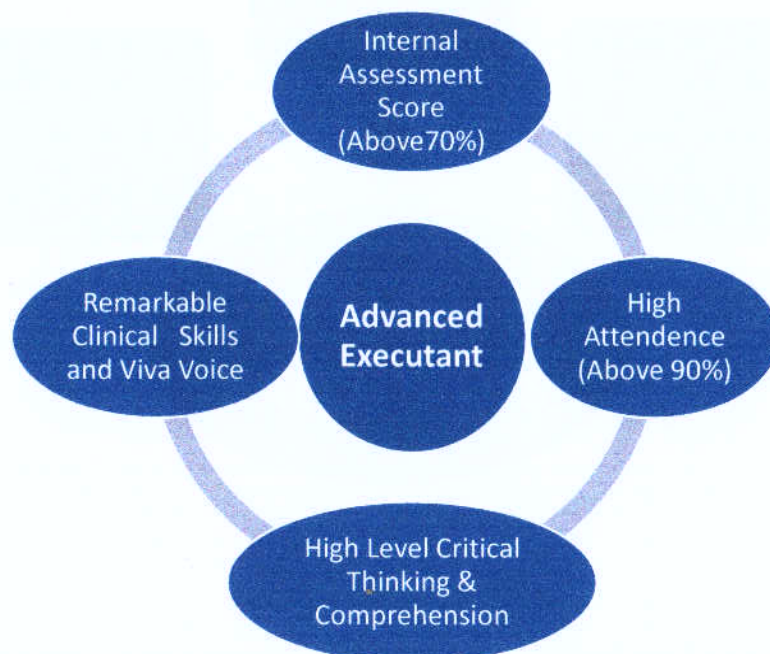 Internal
Assessment
Score
(Above70%)
Remarkable
Clinical Skills
and Viva Voice
Advanced
Executant
High
Attendence
(Above 90%)
High Level Critical
Thinking &
Comprehension